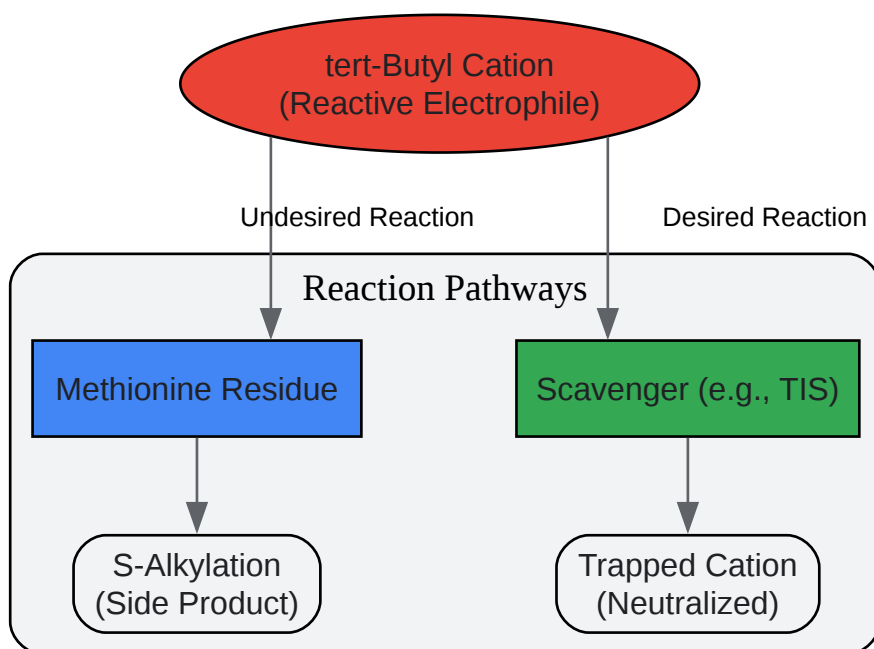 tert-Butyl Cation
(Reactive Electrophile)
Undesired Reaction
Desired Reaction
Reaction Pathways
Methionine Residue
Scavenger (e.g., TIS)
S-Alkylation
(Side Product)
Trapped Cation
(Neutralized)